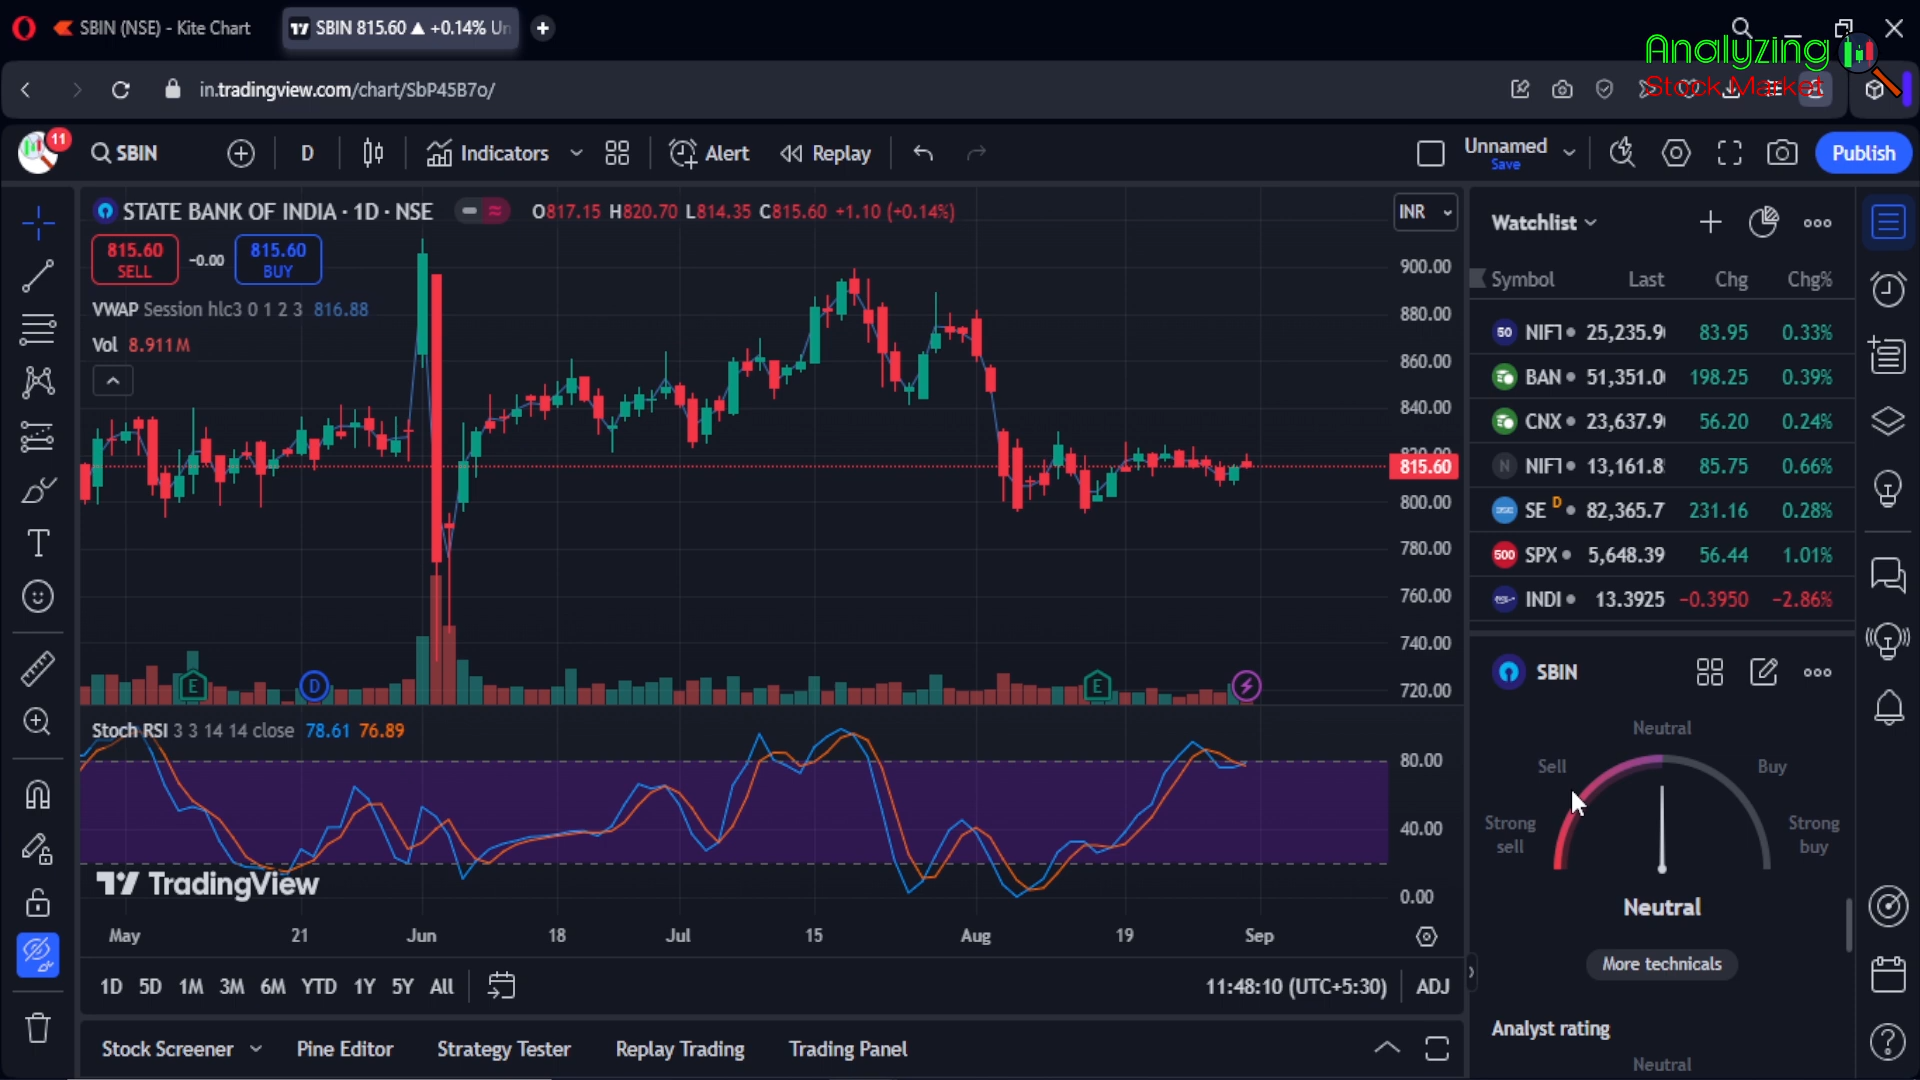 SBIN (NSE) - Kite Chart
SBIN 815.60 ▲ +0.14% Un
Analyzing
Stock Market
in.tradingview.com/chart/SbP45B7o/
11
SBIN
D
Indicators
Alert
Replay
Unnamed
Save
Publish
STATE BANK OF INDIA · 1D · NSE
O817.15 H820.70 L814.35 C815.60 +1.10 (+0.14%)
INR
815.60
SELL
-0.00
815.60
BUY
VWAP Session hlc3 0 1 2 3 816.88
Vol 8.911M
900.00
880.00
860.00
840.00
820.00
815.60
800.00
780.00
760.00
740.00
720.00
E
D
E
Stoch RSI 3 3 14 14 close 78.61 76.89
80.00
40.00
0.00
TradingView
May 21 Jun 18 Jul 15 Aug 19 Sep
1D 5D 1M 3M 6M YTD 1Y 5Y All
11:48:10 (UTC+5:30)
ADJ
Stock Screener
Pine Editor
Strategy Tester
Replay Trading
Trading Panel
Watchlist
Symbol Last Chg Chg%
50 NIFT 25,235.9 83.95 0.33%
BAN 51,351.0 198.25 0.39%
CNX 23,637.9 56.20 0.24%
N NIFT 13,161.8 85.75 0.66%
SE D 82,365.7 231.16 0.28%
500 SPX 5,648.39 56.44 1.01%
INDI 13.3925 −0.3950 −2.86%
SBIN
Neutral
Sell
Buy
Strong sell
Strong buy
Neutral
More technicals
Analyst rating
Neutral